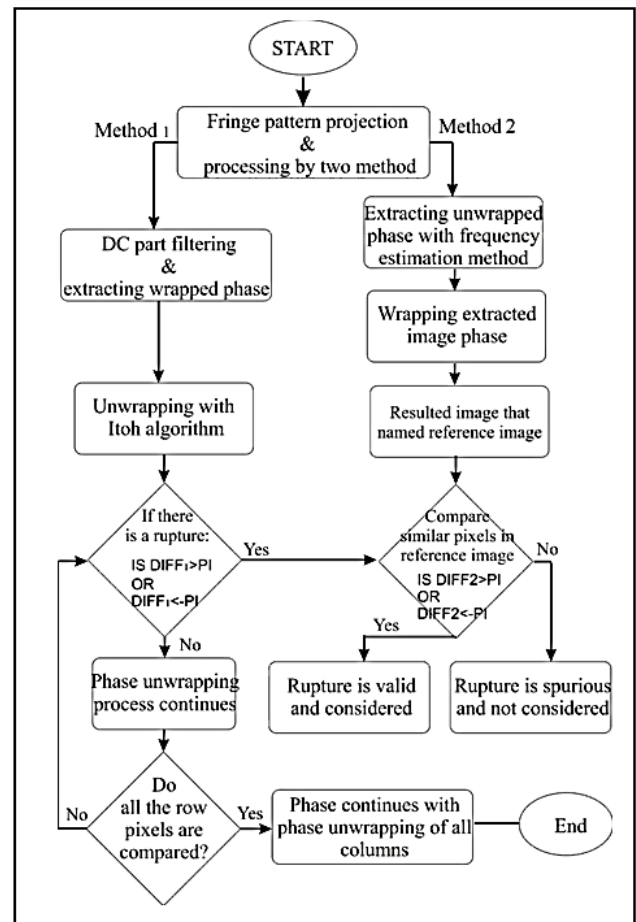 START
Method 1
Fringe pattern projection
&
processing by two method
Method 2
DC part filtering
&
extracting wrapped phase
Extracting unwrapped
phase with frequency
estimation method
Wrapping extracted
image phase
Unwrapping with
Itoh algorithm
Resulted image that
named reference image
If there
is a rupture:
IS DIFF1>PI
OR
DIFF1<-PI
Yes
Compare
similar pixels in
reference image
IS DIFF2>PI
OR
DIFF2<-PI
No
Yes
No
Phase unwrapping
process continues
Rupture is valid
and considered
Rupture is spurious
and not considered
Do
all the row
pixels are
compared?
No
Yes
Phase continues with
phase unwrapping of all
columns
End